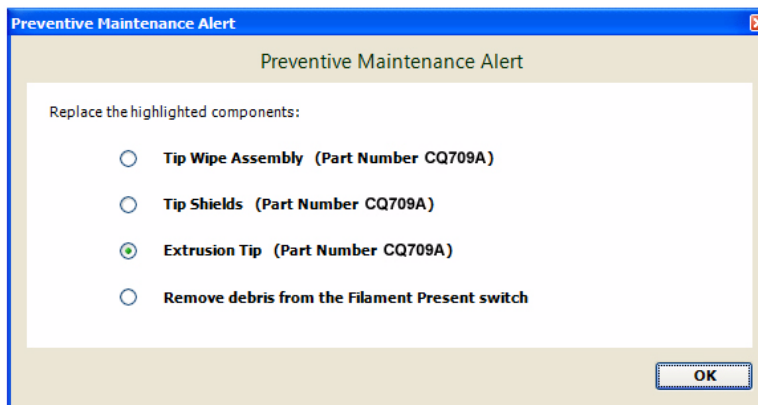 Preventive Maintenance Alert
Preventive Maintenance Alert
Replace the highlighted components:
Tip Wipe Assembly (Part Number CQ709A)
Tip Shields (Part Number CQ709A)
Extrusion Tip (Part Number CQ709A)
Remove debris from the Filament Present switch
OK